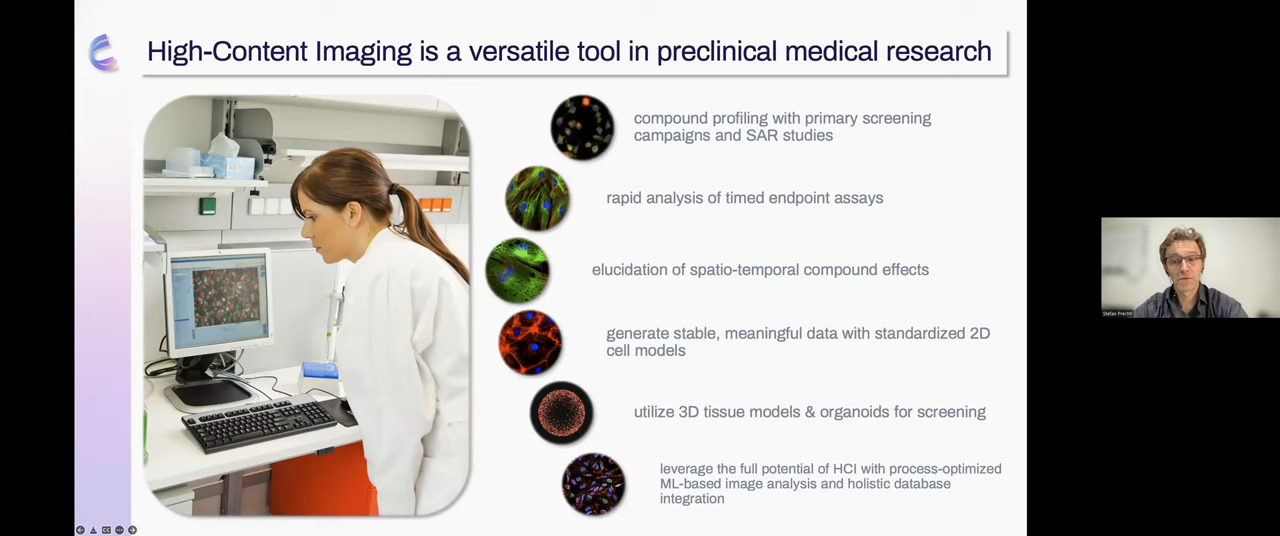 High-Content Imaging is a versatile tool in preclinical medical research
compound profiling with primary screening
campaigns and SAR studies
rapid analysis of timed endpoint assays
elucidation of spatio-temporal compound effects
generate stable, meaningful data with standardized 2D
cell models
utilize 3D tissue models & organoids for screening
leverage the full potential of HCI with process-optimized
ML-based image analysis and holistic database
integration
Stefan Prechtl